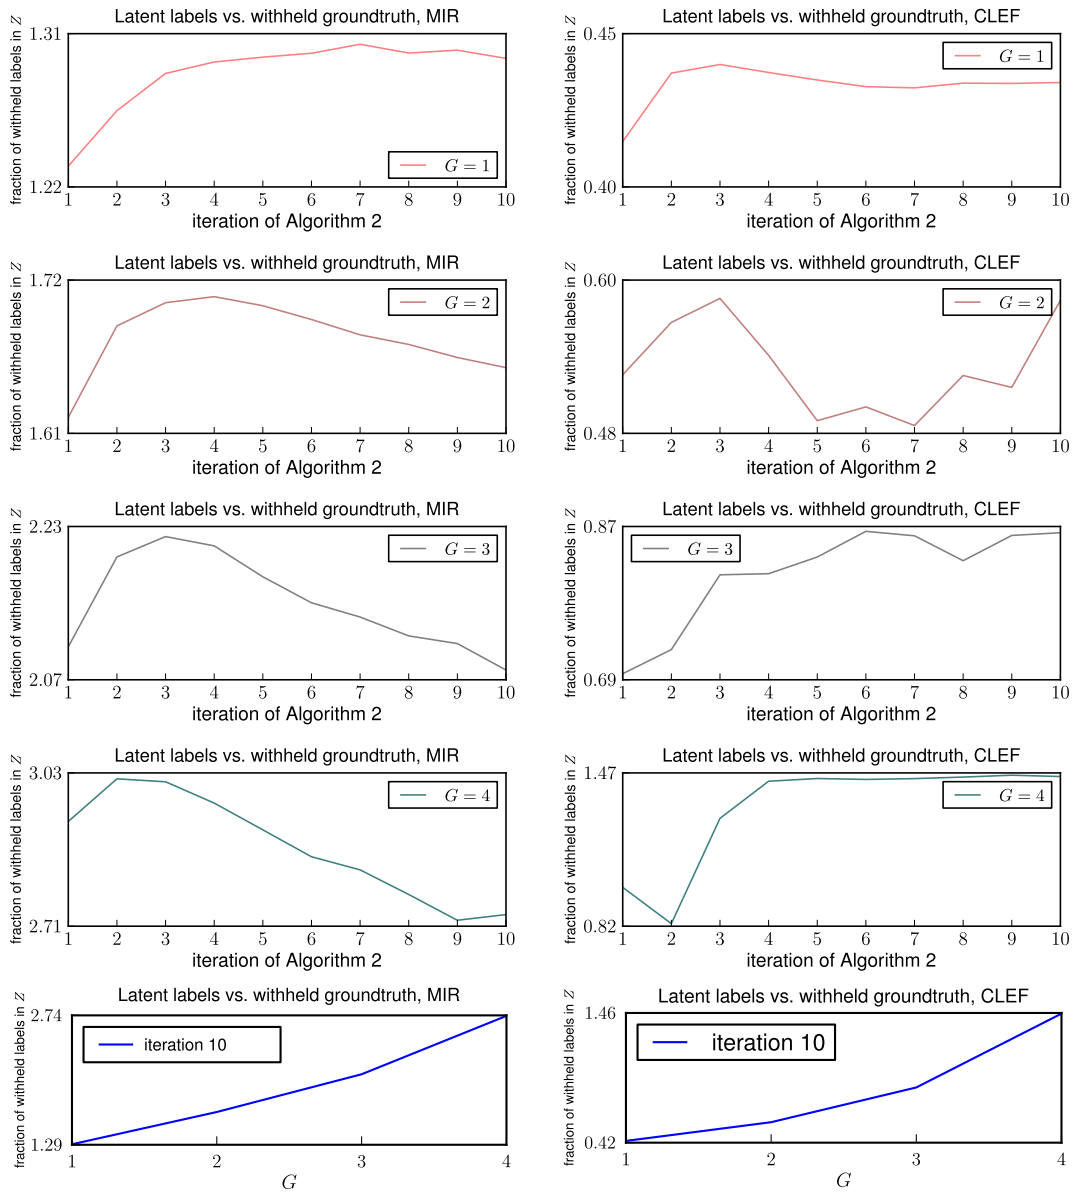 Latent labels vs. withheld groundtruth, MIR
fraction of withheld labels in Z
1.31
1.22
G = 1
1 2 3 4 5 6 7 8 9 10
iteration of Algorithm 2
Latent labels vs. withheld groundtruth, CLEF
fraction of withheld labels in Z
0.45
0.40
G = 1
1 2 3 4 5 6 7 8 9 10
iteration of Algorithm 2
Latent labels vs. withheld groundtruth, MIR
fraction of withheld labels in Z
1.72
1.61
G = 2
1 2 3 4 5 6 7 8 9 10
iteration of Algorithm 2
Latent labels vs. withheld groundtruth, CLEF
fraction of withheld labels in Z
0.60
0.48
G = 2
1 2 3 4 5 6 7 8 9 10
iteration of Algorithm 2
Latent labels vs. withheld groundtruth, MIR
fraction of withheld labels in Z
2.23
2.07
G = 3
1 2 3 4 5 6 7 8 9 10
iteration of Algorithm 2
Latent labels vs. withheld groundtruth, CLEF
fraction of withheld labels in Z
0.87
0.69
G = 3
1 2 3 4 5 6 7 8 9 10
iteration of Algorithm 2
Latent labels vs. withheld groundtruth, MIR
fraction of withheld labels in Z
3.03
2.71
G = 4
1 2 3 4 5 6 7 8 9 10
iteration of Algorithm 2
Latent labels vs. withheld groundtruth, CLEF
fraction of withheld labels in Z
1.47
0.82
G = 4
1 2 3 4 5 6 7 8 9 10
iteration of Algorithm 2
Latent labels vs. withheld groundtruth, MIR
fraction of withheld labels in Z
2.74
1.29
iteration 10
1 2 3 4
G
Latent labels vs. withheld groundtruth, CLEF
fraction of withheld labels in Z
1.46
0.42
iteration 10
1 2 3 4
G